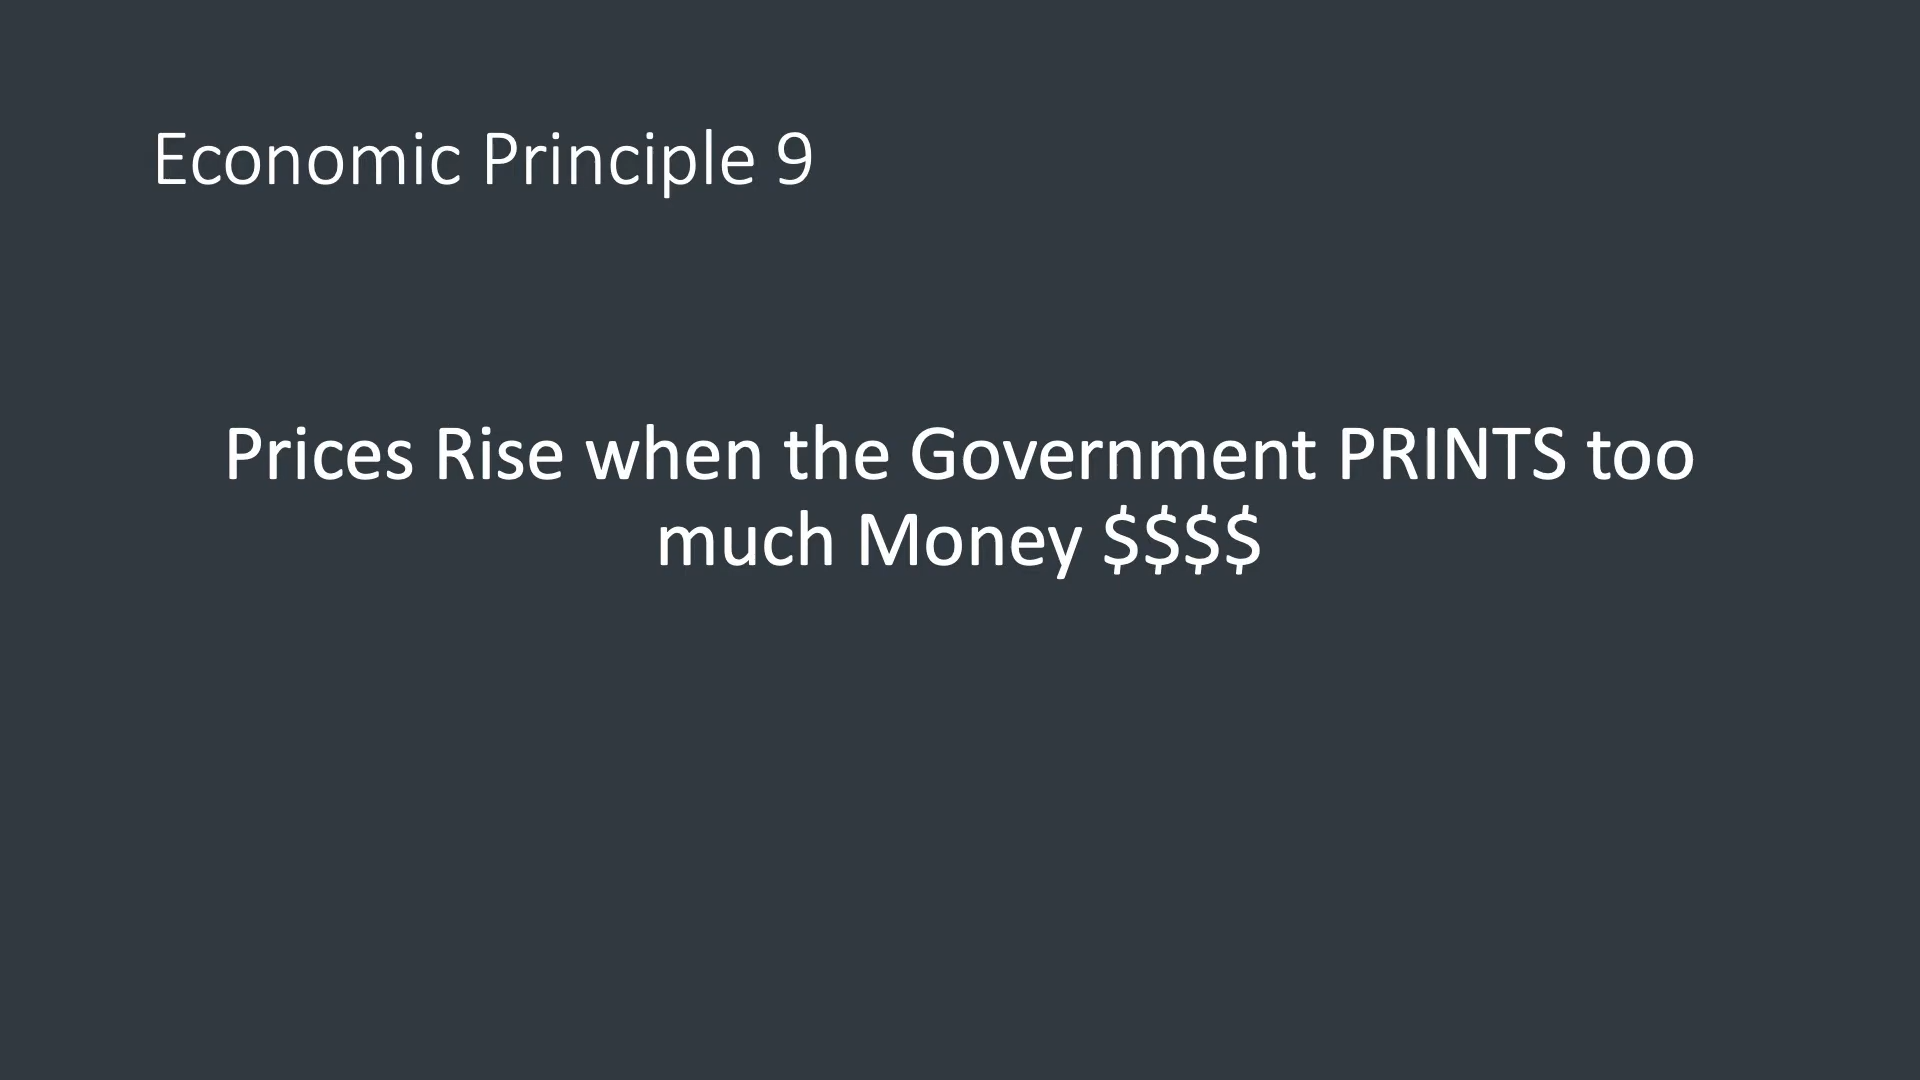 Economic Principle 9
Prices Rise when the Government PRINTS too
much Money $$$$